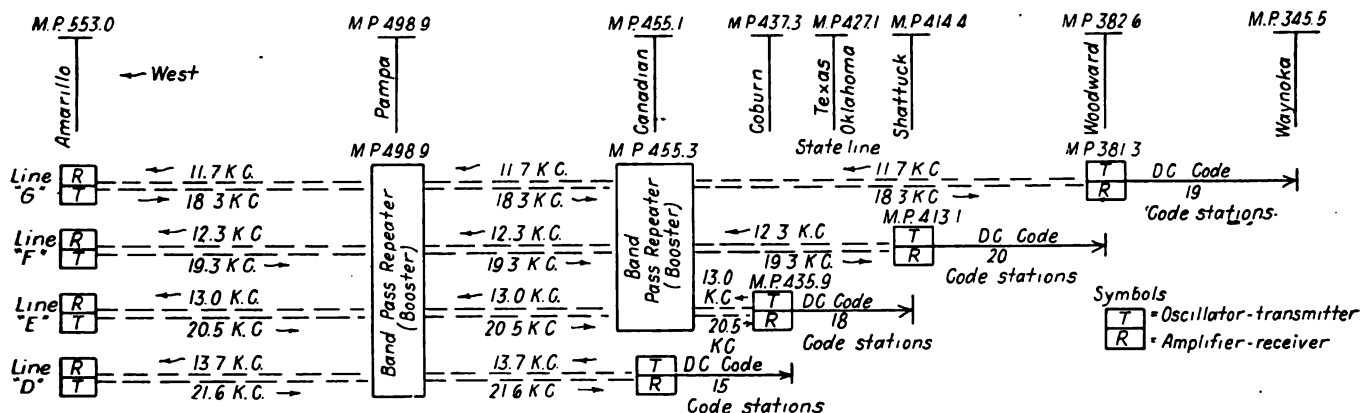 M.P. 553.0 M P 498 9 M.P. 455.1 M.P. 437.3 M.P. 427.1 M.P. 414 4 M P 382 6 M.P. 345.5
← West
Amarillo
Pampa
Canadian
Coburn
Texas
Oklahoma
State line
Shattuck
Woodward
Waynoka
M P 498 9
M P 455.3
M P 381 3
Line "G" R T
← 11.7 K C.
18 3 K C →
← 11.7 K C.
18 3 K C. →
← 11.7 K C
18.3 K C →
T R
DC Code
19
Code stations.
Line "F" R T
← 12.3 K C
19.3 K C. →
← 12.3 K C
19 3 K C →
← 12 3 K C
19 3 K C →
M.P. 413 1
T R
DC Code
20
Code stations
Line "E" R T
← 13.0 K.C.
20.5 K.C →
← 13.0 K.C.
20.5 K C →
13.0
K.C ←
20.5 →
KC
M.P. 435.9
T R
DC Code
18
Code stations
Line "D" R T
← 13.7 K.C.
21.6 K C. →
← 13.7 K.C.
21 6 K C →
T R
DC Code
15
Code stations
Band Pass Repeater
(Booster)
Band
Pass Repeater
(Booster)
Symbols
T = Oscillator-transmitter
R = Amplifier-receiver